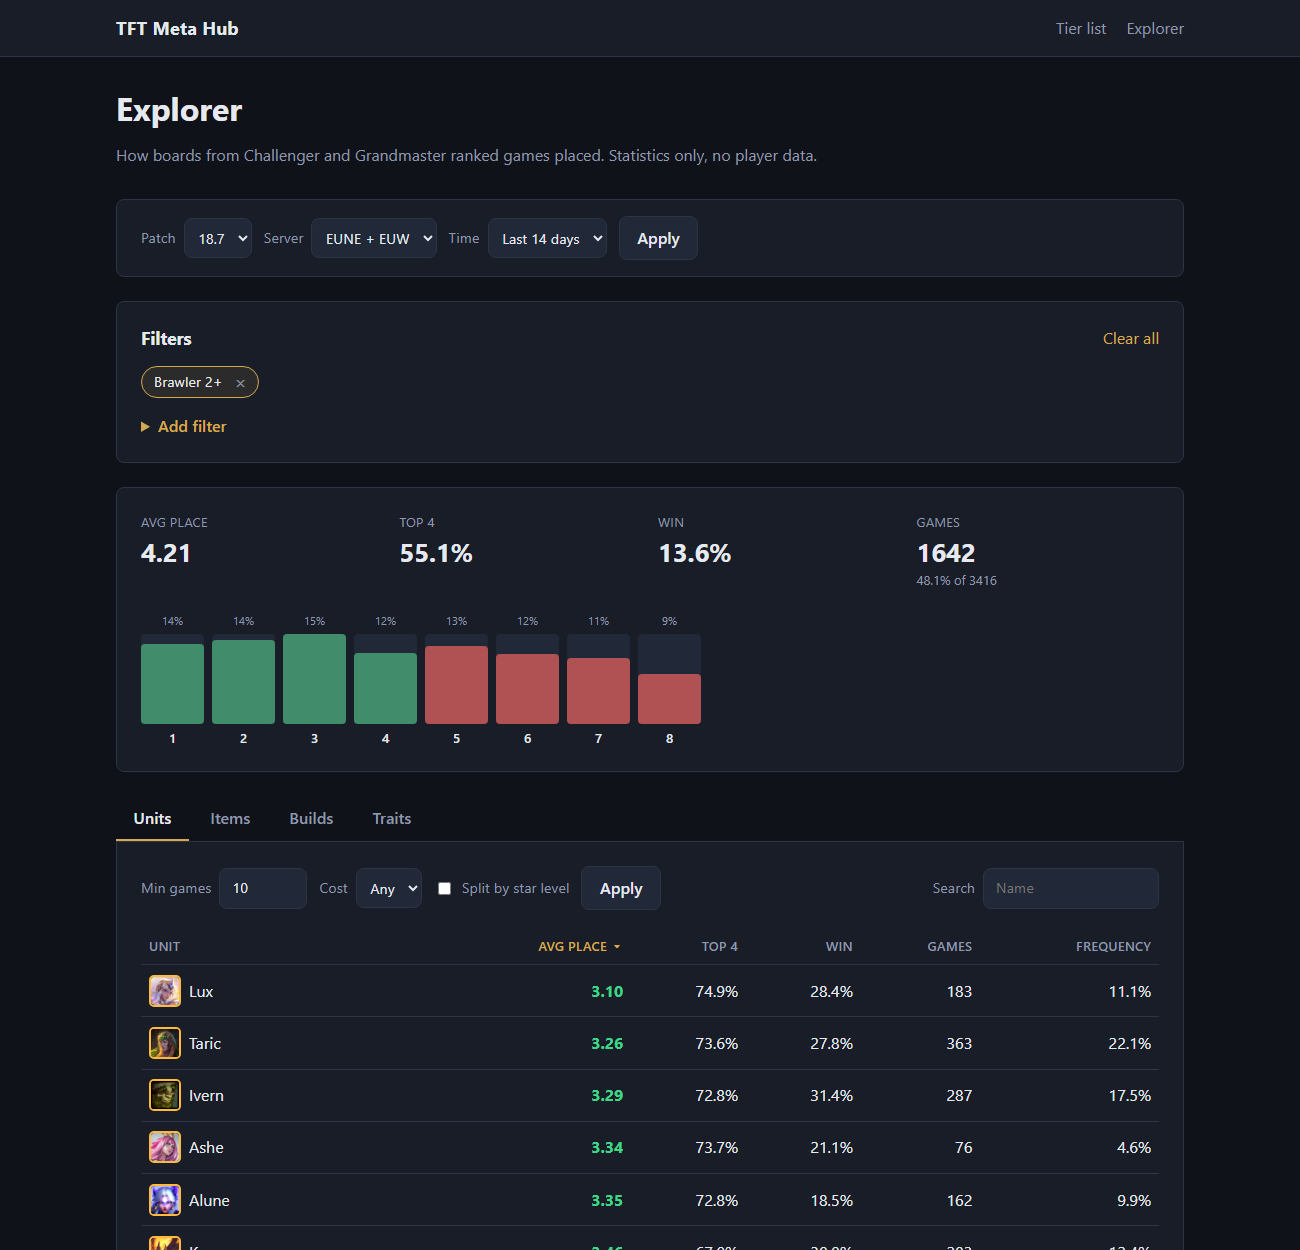 TFT Meta Hub
Tier list Explorer
Explorer
How boards from Challenger and Grandmaster ranked games placed. Statistics only, no player data.
Patch 18.7 Server EUNE + EUW Time Last 14 days Apply
Filters Clear all
Brawler 2+ ×
Add filter
AVG PLACE TOP 4 WIN GAMES
4.21 55.1% 13.6% 1642
48.1% of 3416
14% 14% 15% 12% 13% 12% 11% 9%
1 2 3 4 5 6 7 8
Units Items Builds Traits
Min games 10 Cost Any Split by star level Apply Search Name
UNIT AVG PLACE TOP 4 WIN GAMES FREQUENCY
Lux 3.10 74.9% 28.4% 183 11.1%
Taric 3.26 73.6% 27.8% 363 22.1%
Ivern 3.29 72.8% 31.4% 287 17.5%
Ashe 3.34 73.7% 21.1% 76 4.6%
Alune 3.35 72.8% 18.5% 162 9.9%